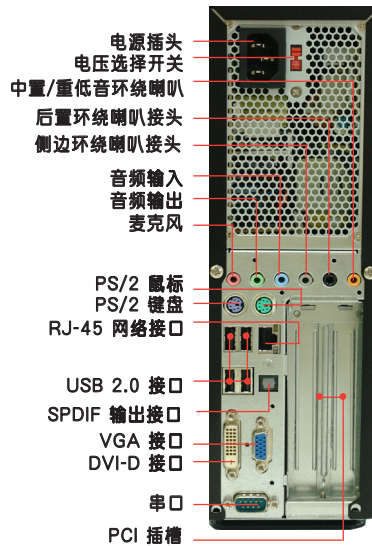 电源插头
电压选择开关
中置/重低音环绕喇叭
后置环绕喇叭接头
侧边环绕喇叭接头
音频输入
音频输出
麦克风
PS/2 鼠标
PS/2 键盘
RJ-45 网络接口
USB 2.0 接口
SPDIF 输出接口
VGA 接口
DVI-D 接口
串口
PCI 插槽